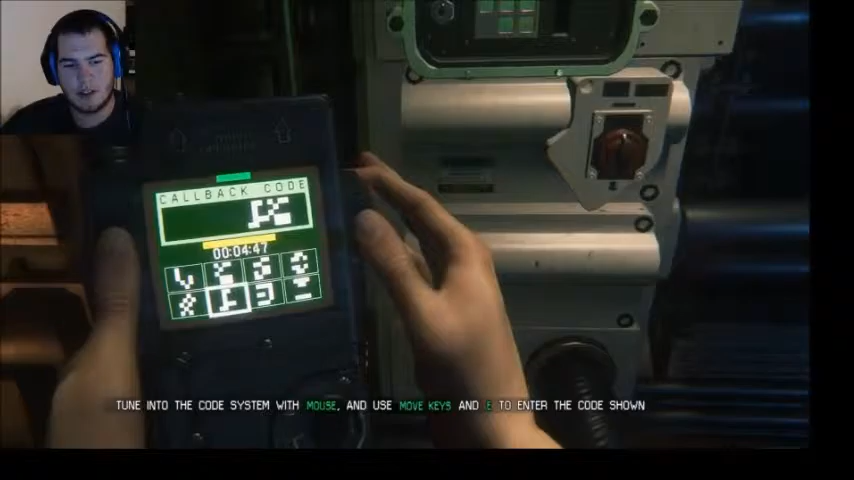 CALLBACK CODE
00:04:47
TUNE INTO THE CODE SYSTEM WITH MOUSE, AND USE MOVE KEYS AND E TO ENTER THE CODE SHOWN